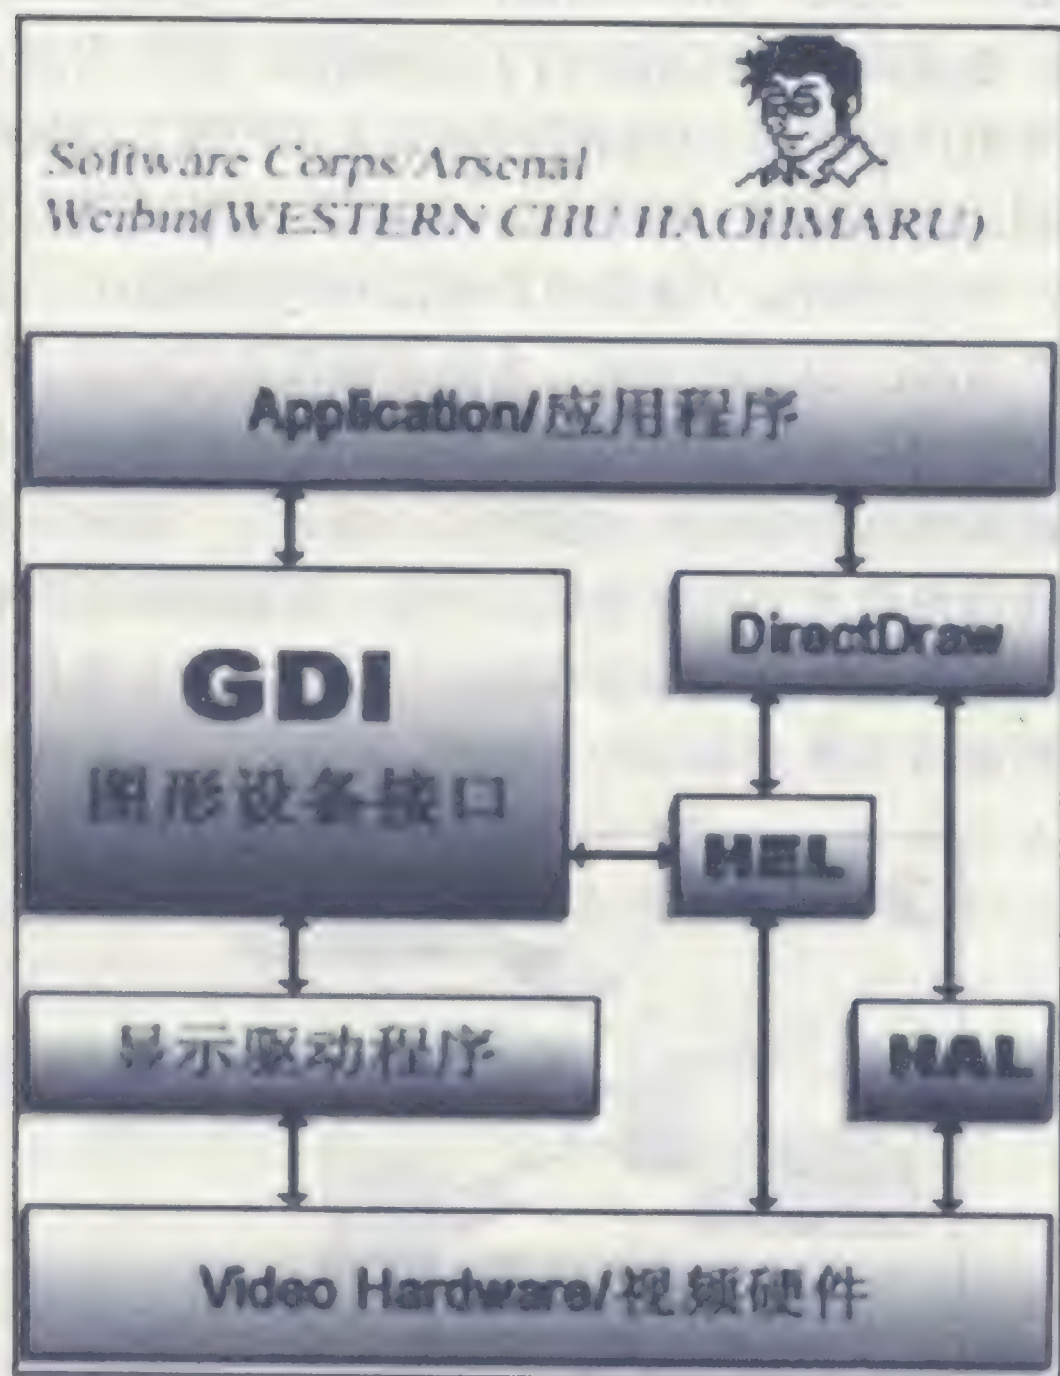 Software Corps/Arsenal
Weibin(WESTERN CHU HAOHMARU)
Application/应用程序
GDI
图形设备接口
DirectDraw
HEL
显示驱动程序
HAL
Video Hardware/视频硬件